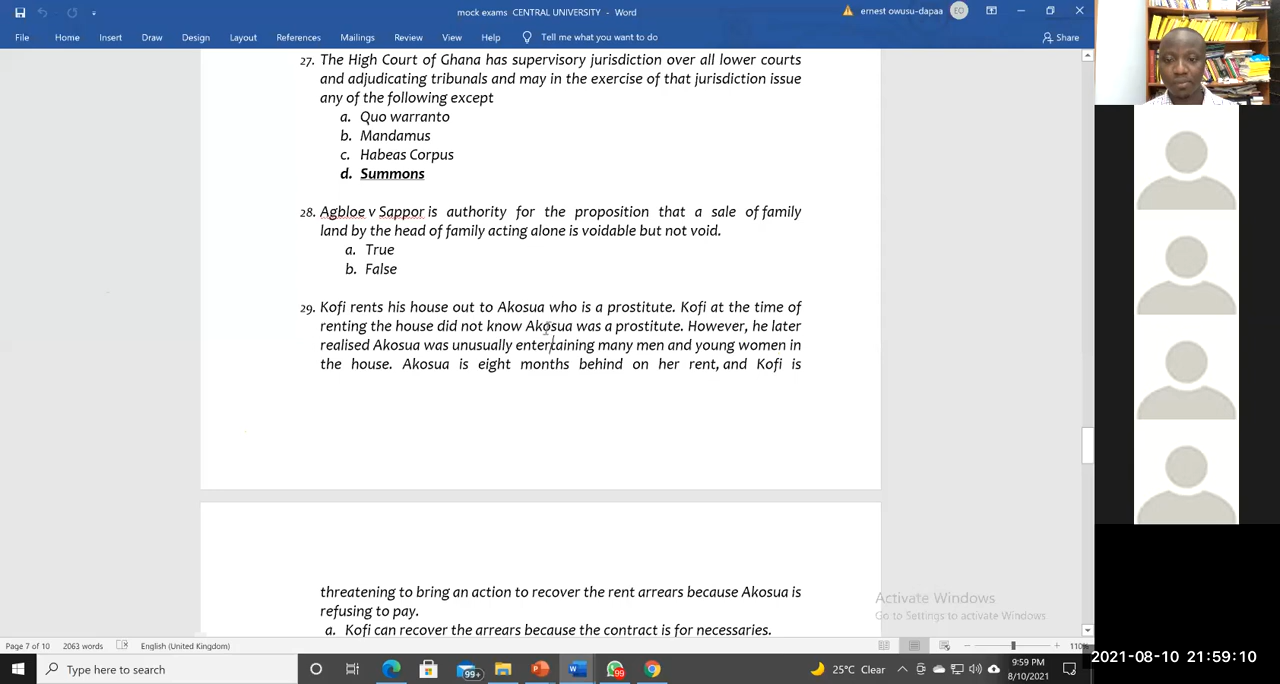 mock exams CENTRAL UNIVERSITY - Word
ernest owusu-dapaa
EO
File Home Insert Draw Design Layout References Mailings Review View Help Tell me what you want to do
Share
27. The High Court of Ghana has supervisory jurisdiction over all lower courts
and adjudicating tribunals and may in the exercise of that jurisdiction issue
any of the following except
a. Quo warranto
b. Mandamus
c. Habeas Corpus
d. Summons
28. Agbloe v Sappor is authority for the proposition that a sale of family
land by the head of family acting alone is voidable but not void.
a. True
b. False
29. Kofi rents his house out to Akosua who is a prostitute. Kofi at the time of
renting the house did not know Akosua was a prostitute. However, he later
realised Akosua was unusually entertaining many men and young women in
the house. Akosua is eight months behind on her rent, and Kofi is
threatening to bring an action to recover the rent arrears because Akosua is
refusing to pay.
a. Kofi can recover the arrears because the contract is for necessaries.
Activate Windows
Go to Settings to activate Windows.
Page 7 of 10 2063 words English (United Kingdom)
110%
Type here to search
99+
99
25°C Clear
9:59 PM
8/10/2021
2021-08-10 21:59:10